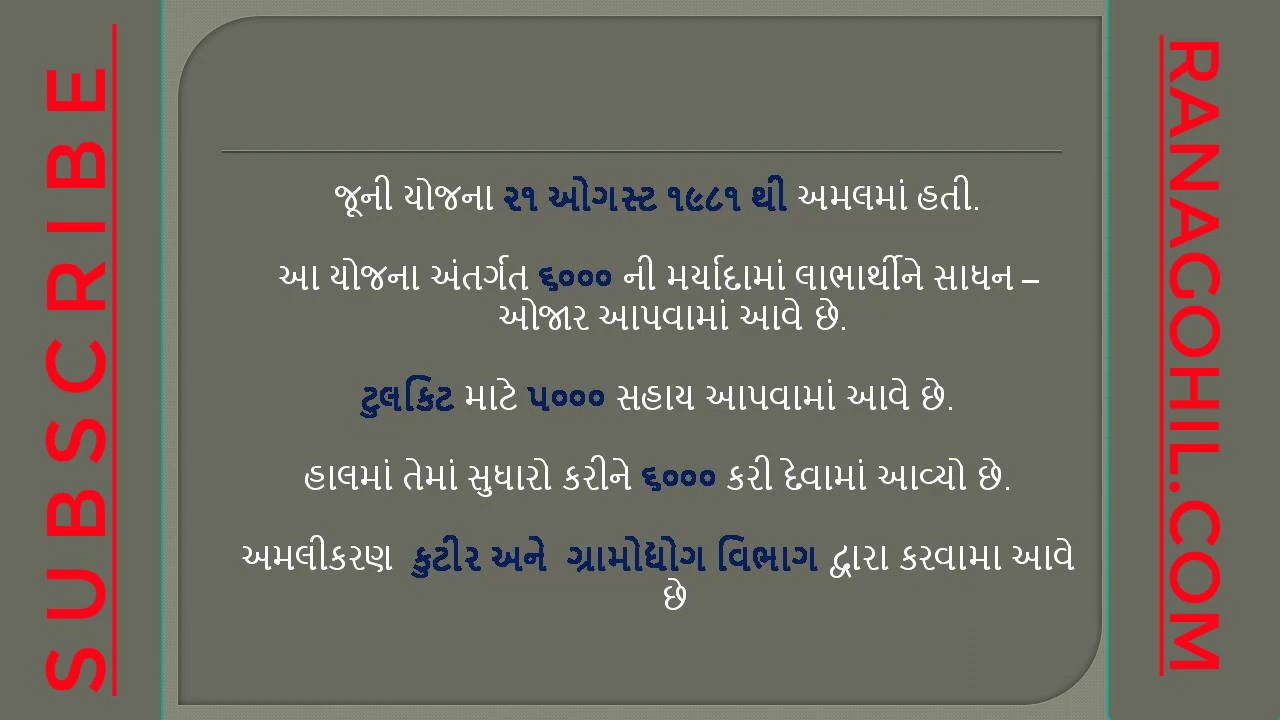 SUBSCRIBE
જૂની યોજના ૨૧ ઓગસ્ટ ૧૯૮૧ થી અમલમાં હતી.
આ યોજના અંતર્ગત ૬૦૦૦ ની મર્યાદામાં લાભાર્થીને સાધન –
ઓજાર આપવામાં આવે છે.
ટુલકિટ માટે ૫૦૦૦ સહાય આપવામાં આવે છે.
હાલમાં તેમાં સુધારો કરીને ૬૦૦૦ કરી દેવામાં આવ્યો છે.
અમલીકરણ કુટીર અને ગ્રામોદ્યોગ વિભાગ દ્વારા કરવામા આવે
છે
RANAGOHIL.COM